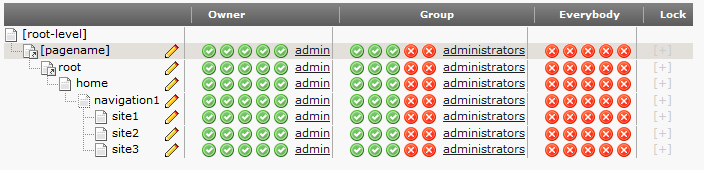 Owner Group Everybody Lock
[root-level]
[pagename] admin administrators [+]
root admin administrators [+]
home admin administrators [+]
navigation1 admin administrators [+]
site1 admin administrators [+]
site2 admin administrators [+]
site3 admin administrators [+]